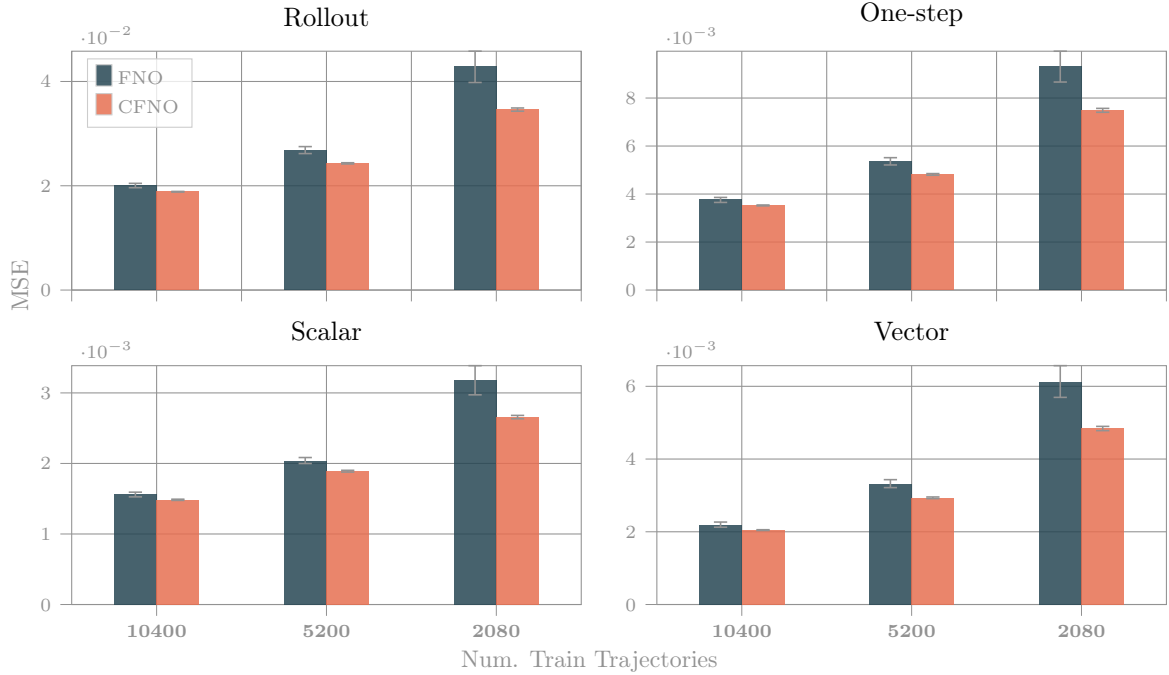 Rollout
·10⁻²
4
2
0
FNO
CFNO
One-step
·10⁻³
8
6
4
2
0
MSE
Scalar
·10⁻³
3
2
1
0
10400 5200 2080
Vector
·10⁻³
6
4
2
0
10400 5200 2080
Num. Train Trajectories